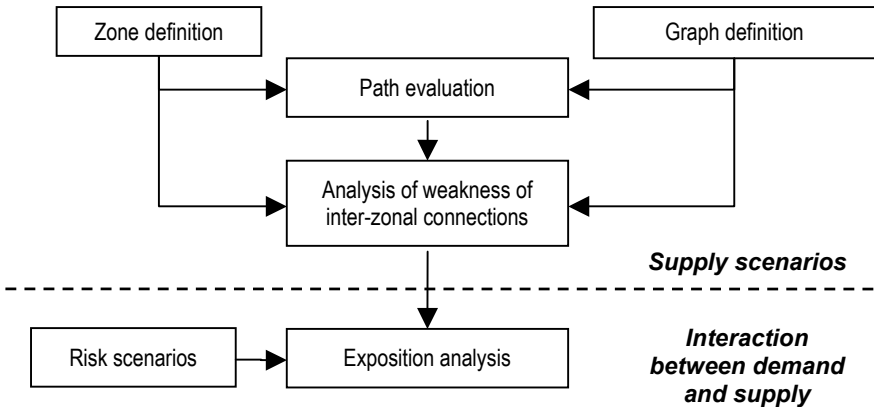 Zone definition
Graph definition
Path evaluation
Analysis of weakness of
inter-zonal connections
Supply scenarios
Risk scenarios
Exposition analysis
Interaction
between demand
and supply